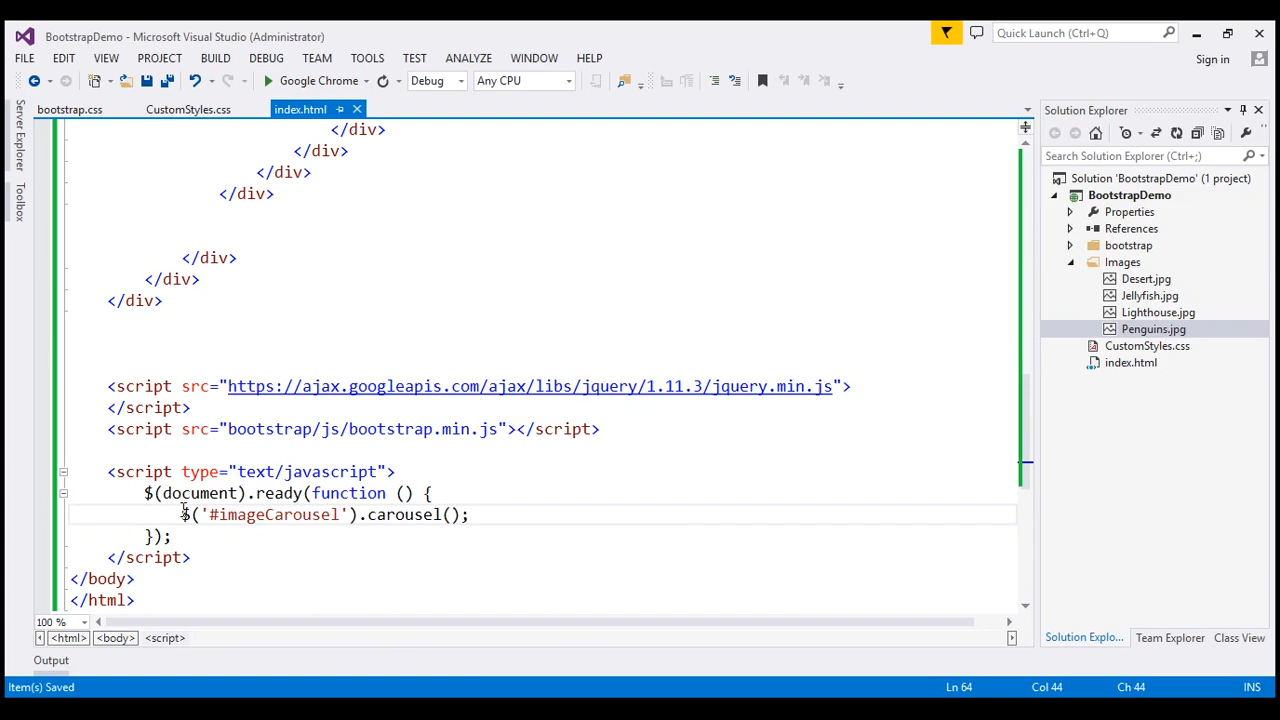 BootstrapDemo - Microsoft Visual Studio (Administrator)
Quick Launch (Ctrl+Q)
FILE EDIT VIEW PROJECT BUILD DEBUG TEAM TOOLS TEST ANALYZE WINDOW HELP
Sign in
Google Chrome Debug Any CPU
Server Explorer
Toolbox
bootstrap.css CustomStyles.css index.html
</div>
</div>
</div>
</div>
</div>
</div>
</div>
<script src="https://ajax.googleapis.com/ajax/libs/jquery/1.11.3/jquery.min.js">
</script>
<script src="bootstrap/js/bootstrap.min.js"></script>
<script type="text/javascript">
$(document).ready(function () {
$('#imageCarousel').carousel();
});
</script>
</body>
</html>
100 %
<html> <body> <script>
Solution Explorer
Search Solution Explorer (Ctrl+;)
Solution 'BootstrapDemo' (1 project)
BootstrapDemo
Properties
References
bootstrap
Images
Desert.jpg
Jellyfish.jpg
Lighthouse.jpg
Penguins.jpg
CustomStyles.css
index.html
Solution Explo... Team Explorer Class View
Output
Item(s) Saved Ln 64 Col 44 Ch 44 INS